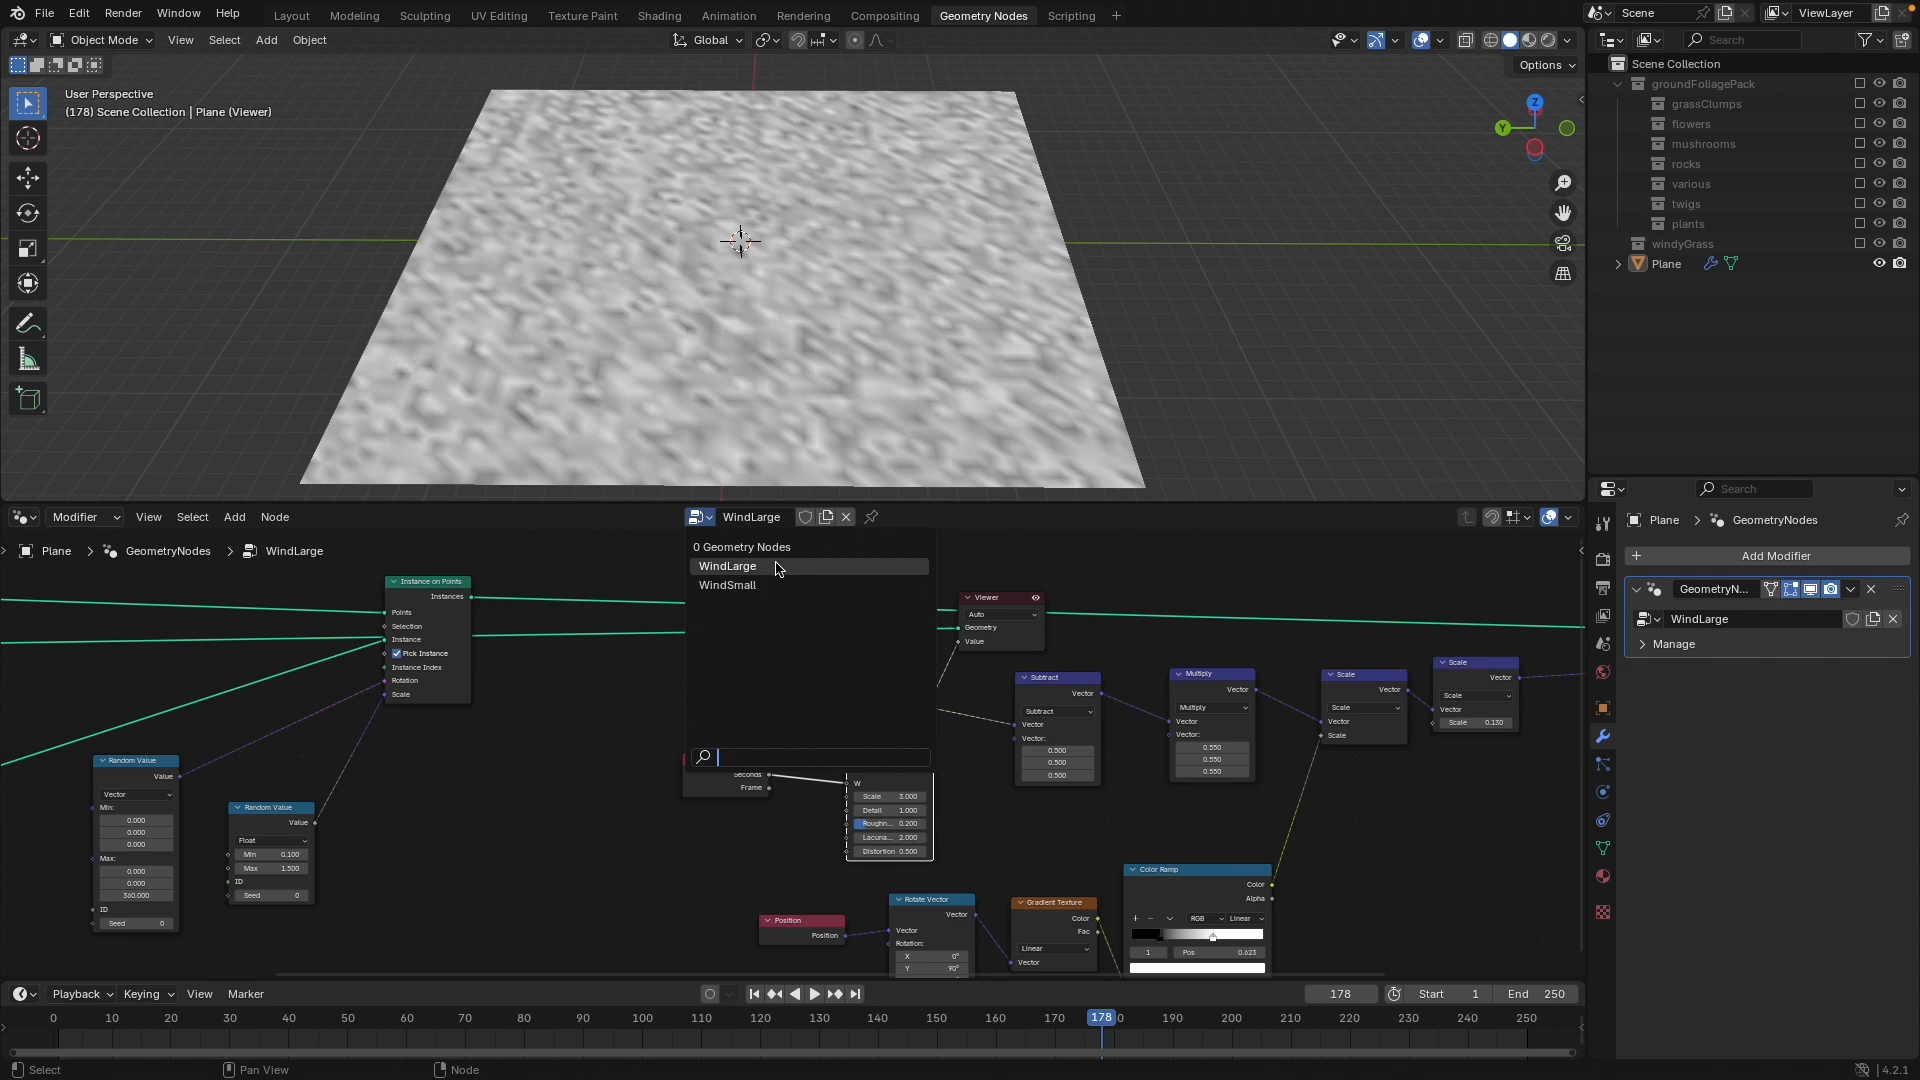 File Edit Render Window Help Layout Modeling Sculpting UV Editing Texture Paint Shading Animation Rendering Compositing Geometry Nodes Scripting + Scene ViewLayer
Object Mode View Select Add Object Global Search
Options
User Perspective
(178) Scene Collection | Plane (Viewer)
Z
Y
Scene Collection
groundFoliagePack
grassClumps
flowers
mushrooms
rocks
various
twigs
plants
windyGrass
Plane
Search
Plane > GeometryNodes
+ Add Modifier
GeometryN...
WindLarge
Manage
Modifier View Select Add Node WindLarge
Plane > GeometryNodes > WindLarge
0 Geometry Nodes
WindLarge
WindSmall
Instance on Points
Instances
Points
Selection
Instance
Pick Instance
Instance Index
Rotation
Scale
Viewer
Auto
Geometry
Value
Subtract
Vector
Subtract
Vector
Vector:
0.500
0.500
0.500
Multiply
Vector
Multiply
Vector
Vector:
0.550
0.550
0.550
Scale
Vector
Scale
Vector
Scale
Scale
Vector
Scale
Vector
Scale 0.130
Random Value
Value
Vector
Min:
0.000
0.000
0.000
Max:
0.000
0.000
360.000
ID
Seed 0
Random Value
Value
Float
Min 0.100
Max 1.500
ID
Seed 0
Seconds
Frame
W
Scale 3.000
Detail 1.000
Roughn... 0.200
Lacuna... 2.000
Distortion 0.500
Position
Position
Rotate Vector
Vector
Vector
Rotation:
X 0°
Y 90°
Gradient Texture
Color
Fac
Linear
Vector
Color Ramp
Color
Alpha
+ − RGB Linear
1 Pos 0.623
Playback Keying View Marker 178 Start 1 End 250
0 10 20 30 40 50 60 70 80 90 100 110 120 130 140 150 160 170 178 0 190 200 210 220 230 240 250
Select Pan View Node 4.2.1